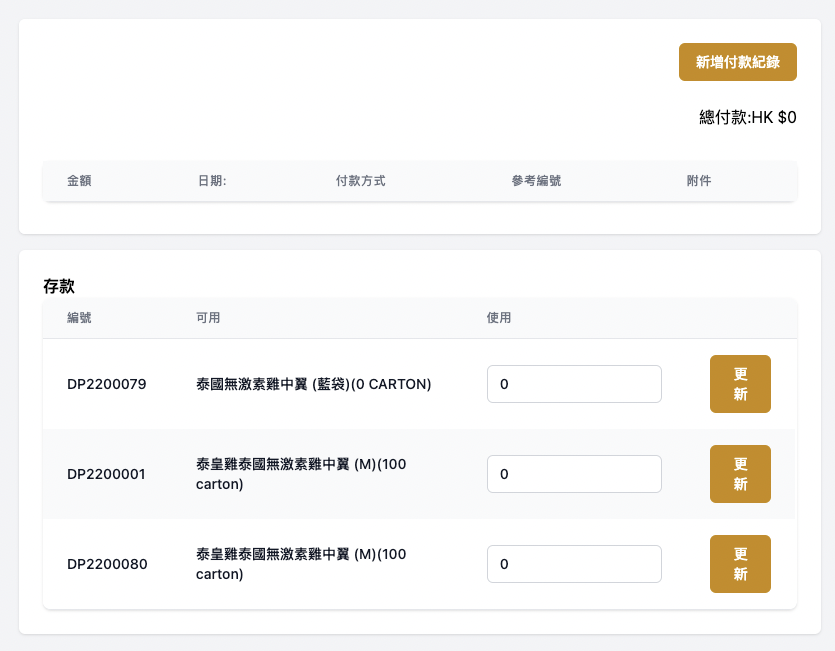 新增付款紀錄
總付款:HK $0
金額 日期: 付款方式 參考編號 附件
存款
編號 可用 使用
DP2200079 泰國無激素雞中翼 (藍袋)(0 CARTON) 0 更
新
DP2200001 泰皇雞泰國無激素雞中翼 (M)(100
carton) 0 更
新
DP2200080 泰皇雞泰國無激素雞中翼 (M)(100
carton) 0 更
新